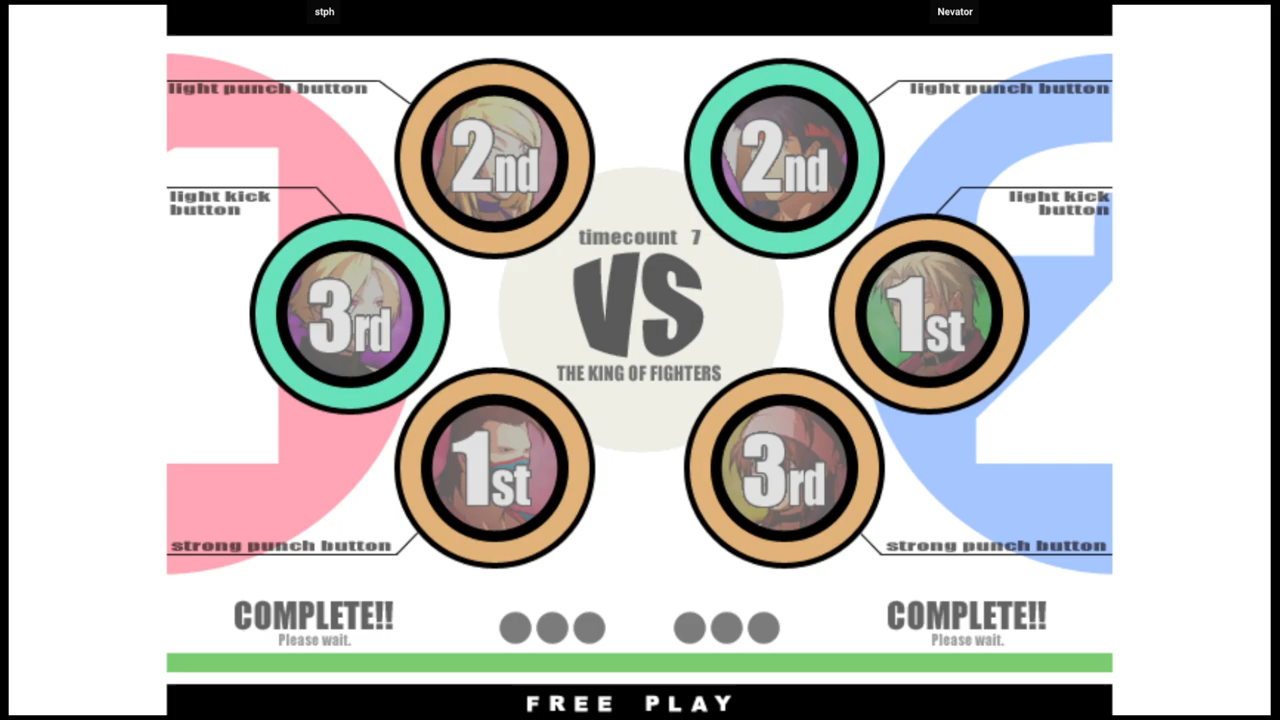 stph
Nevator
light punch button
light punch button
2nd
2nd
light kick
button
light kick
button
timecount 7
VS
THE KING OF FIGHTERS
3rd
1st
1st
3rd
strong punch button
strong punch button
COMPLETE!!
Please wait.
COMPLETE!!
Please wait.
FREE PLAY